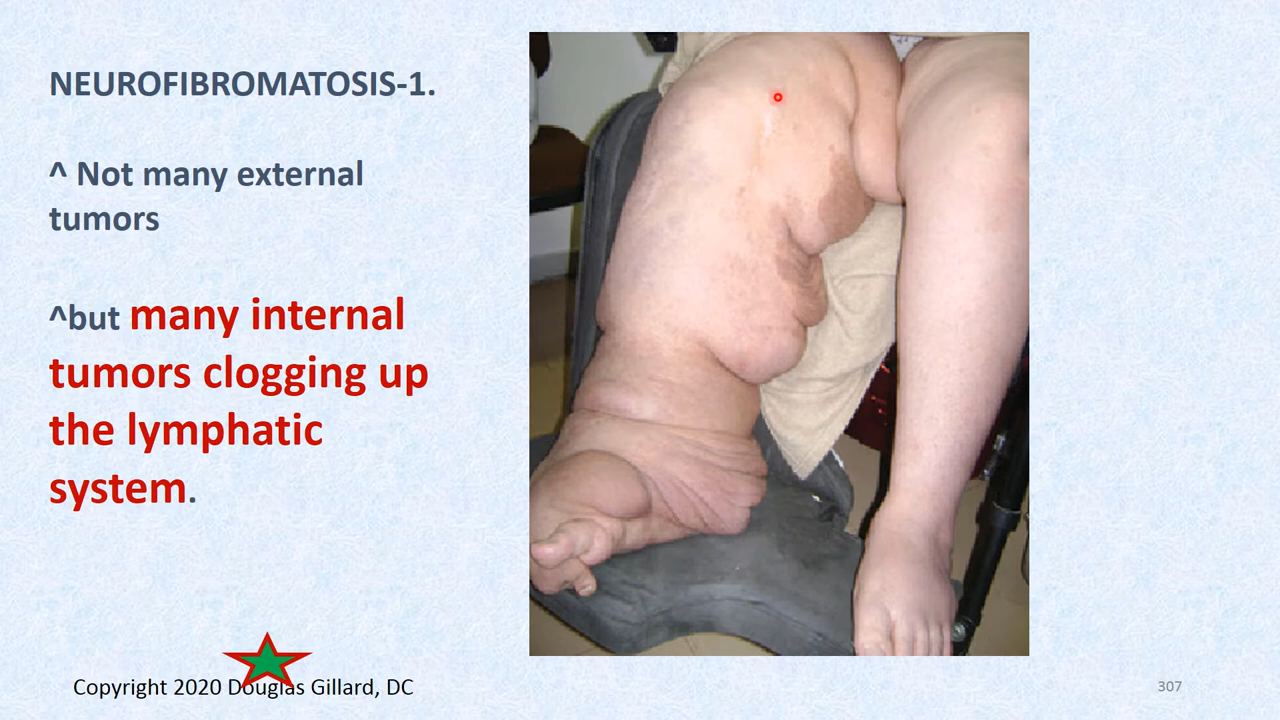 NEUROFIBROMATOSIS-1.
^ Not many external
tumors
^but many internal
tumors clogging up
the lymphatic
system.
Copyright 2020 Douglas Gillard, DC
307